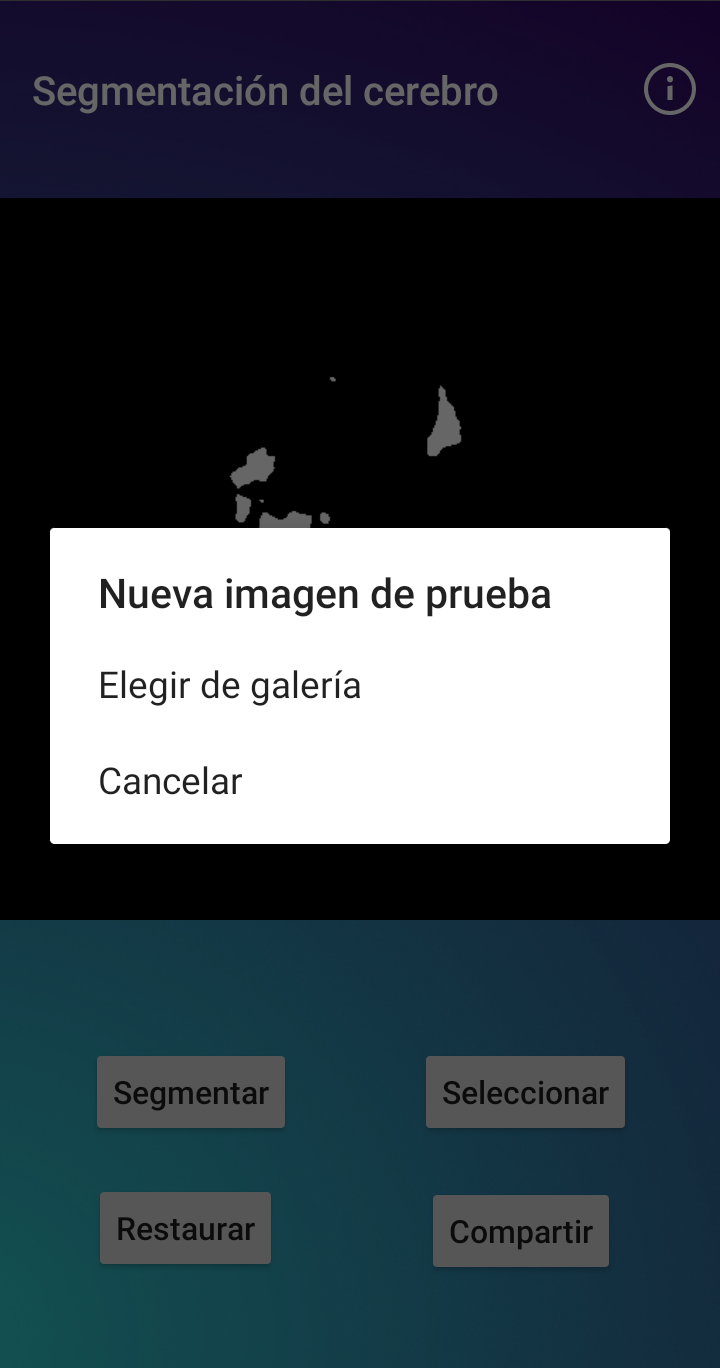 Segmentación del cerebro
Nueva imagen de prueba
Elegir de galería
Cancelar
Segmentar
Seleccionar
Restaurar
Compartir